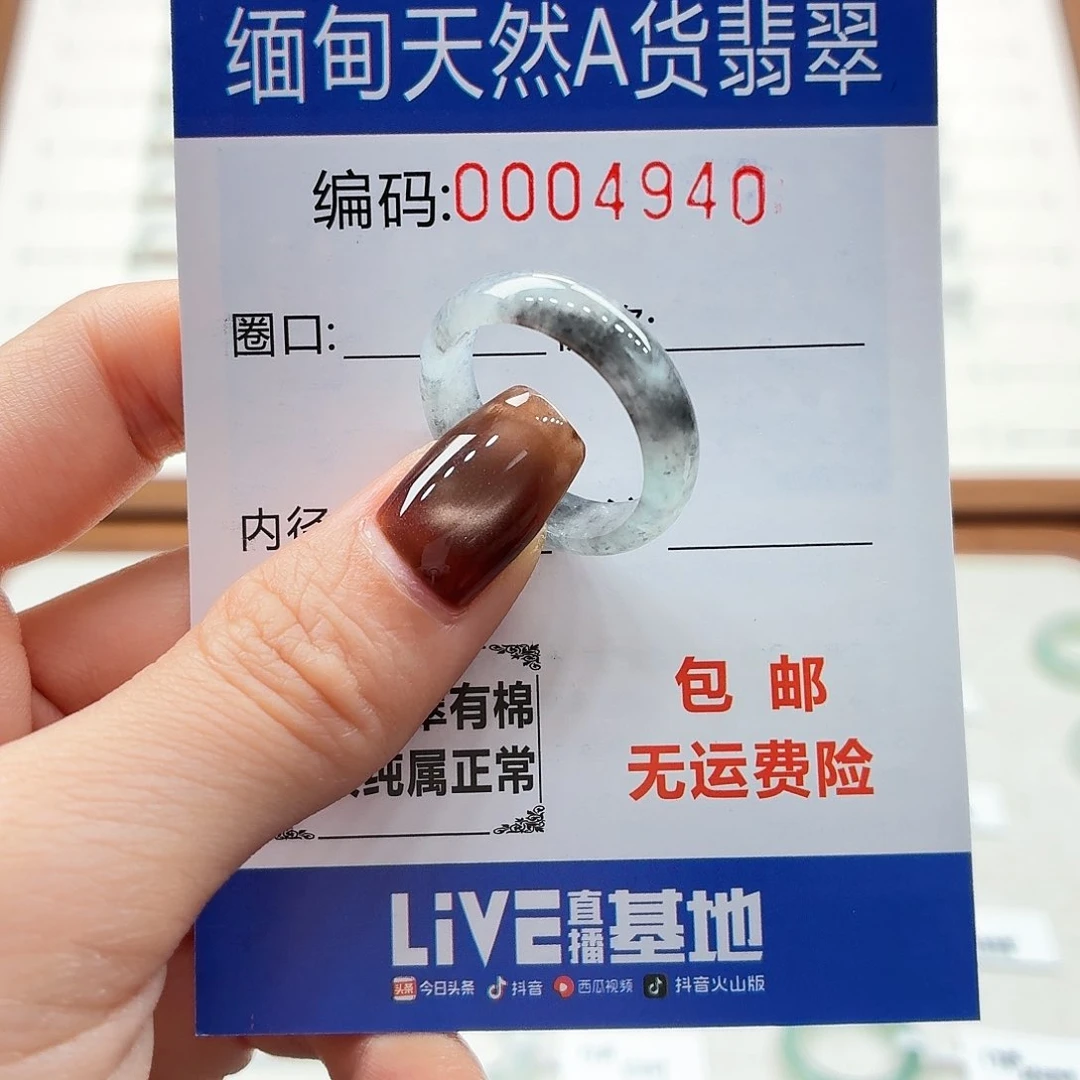 缅甸天然A货翡翠
编码:0004940
圈口:
内径
有棉
纯属正常
包 邮
无运费险
LiVE直播基地
头条 今日头条 抖音 西瓜视频 抖音火山版